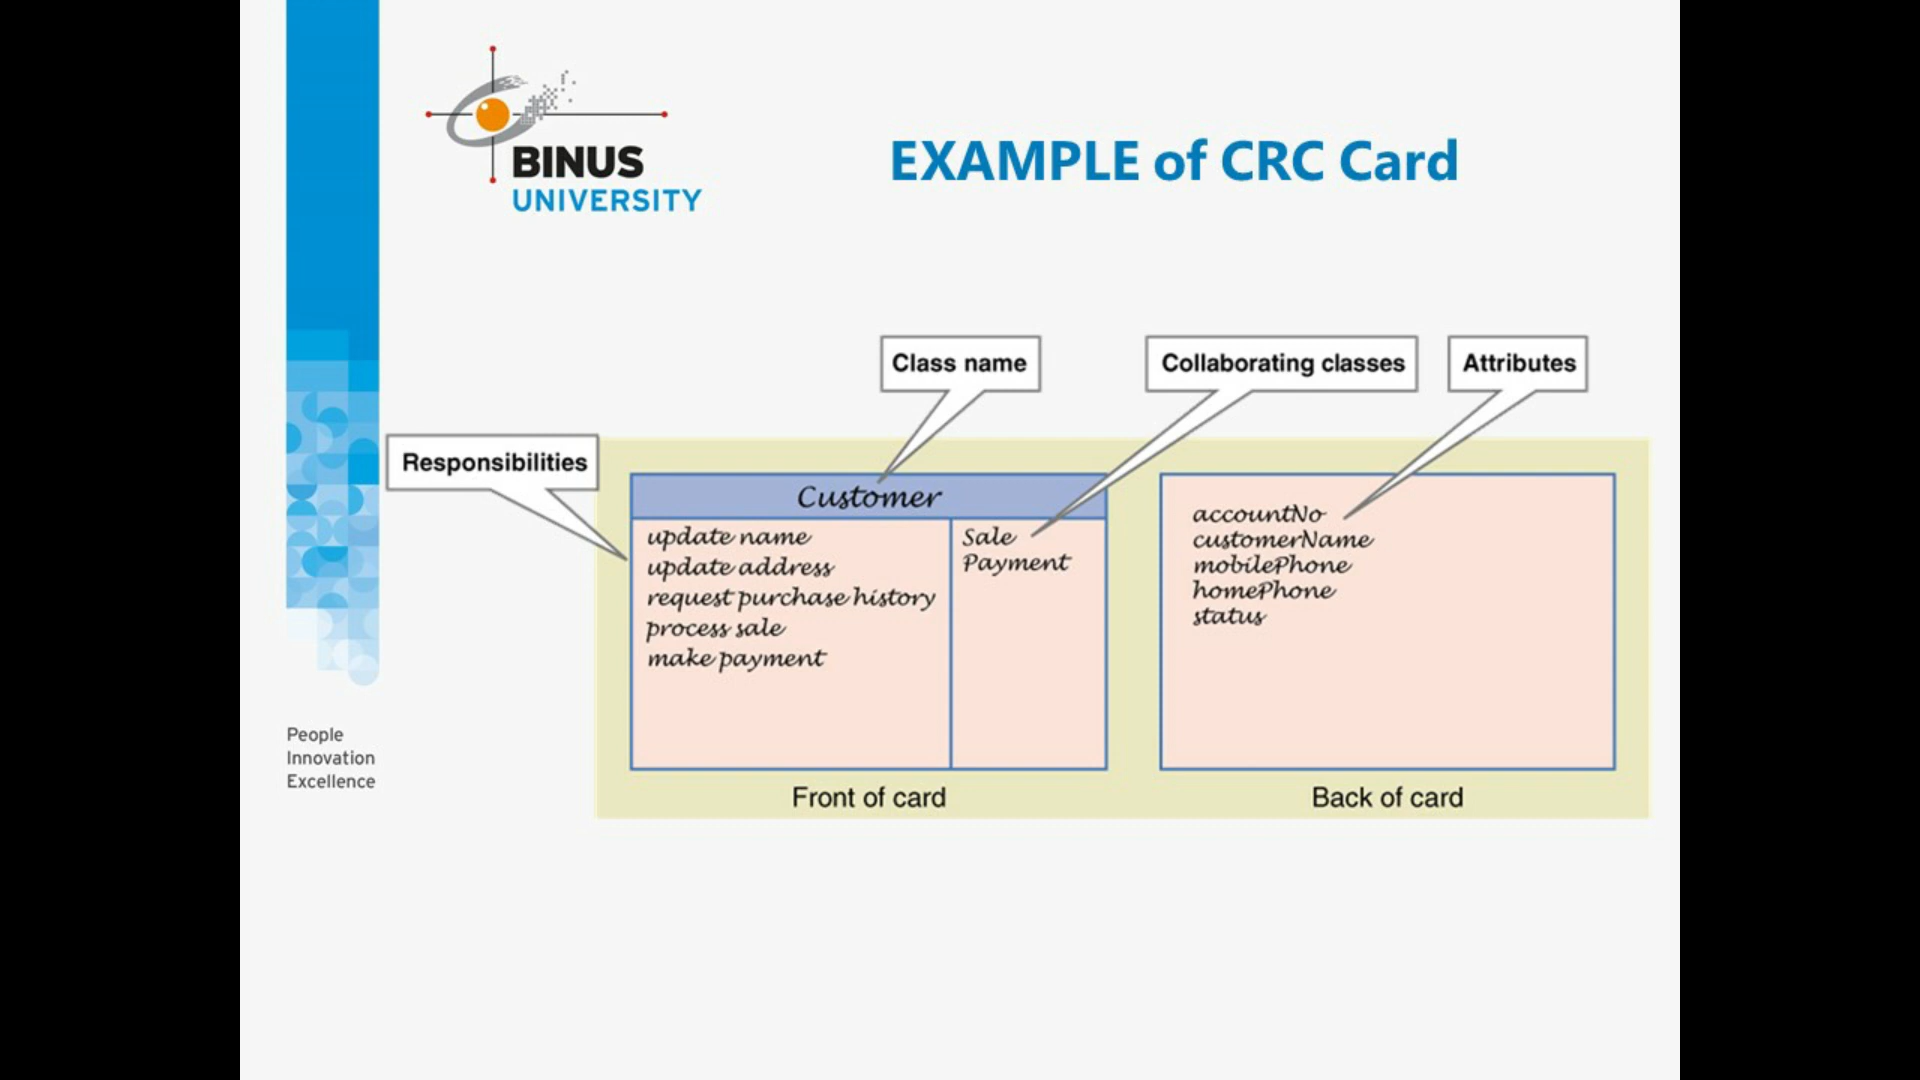 BINUS
UNIVERSITY
EXAMPLE of CRC Card
Class name
Collaborating classes
Attributes
Responsibilities
Customer
update name
update address
request purchase history
process sale
make payment
Sale
Payment
accountNo
customerName
mobilePhone
homePhone
status
Front of card
Back of card
People
Innovation
Excellence